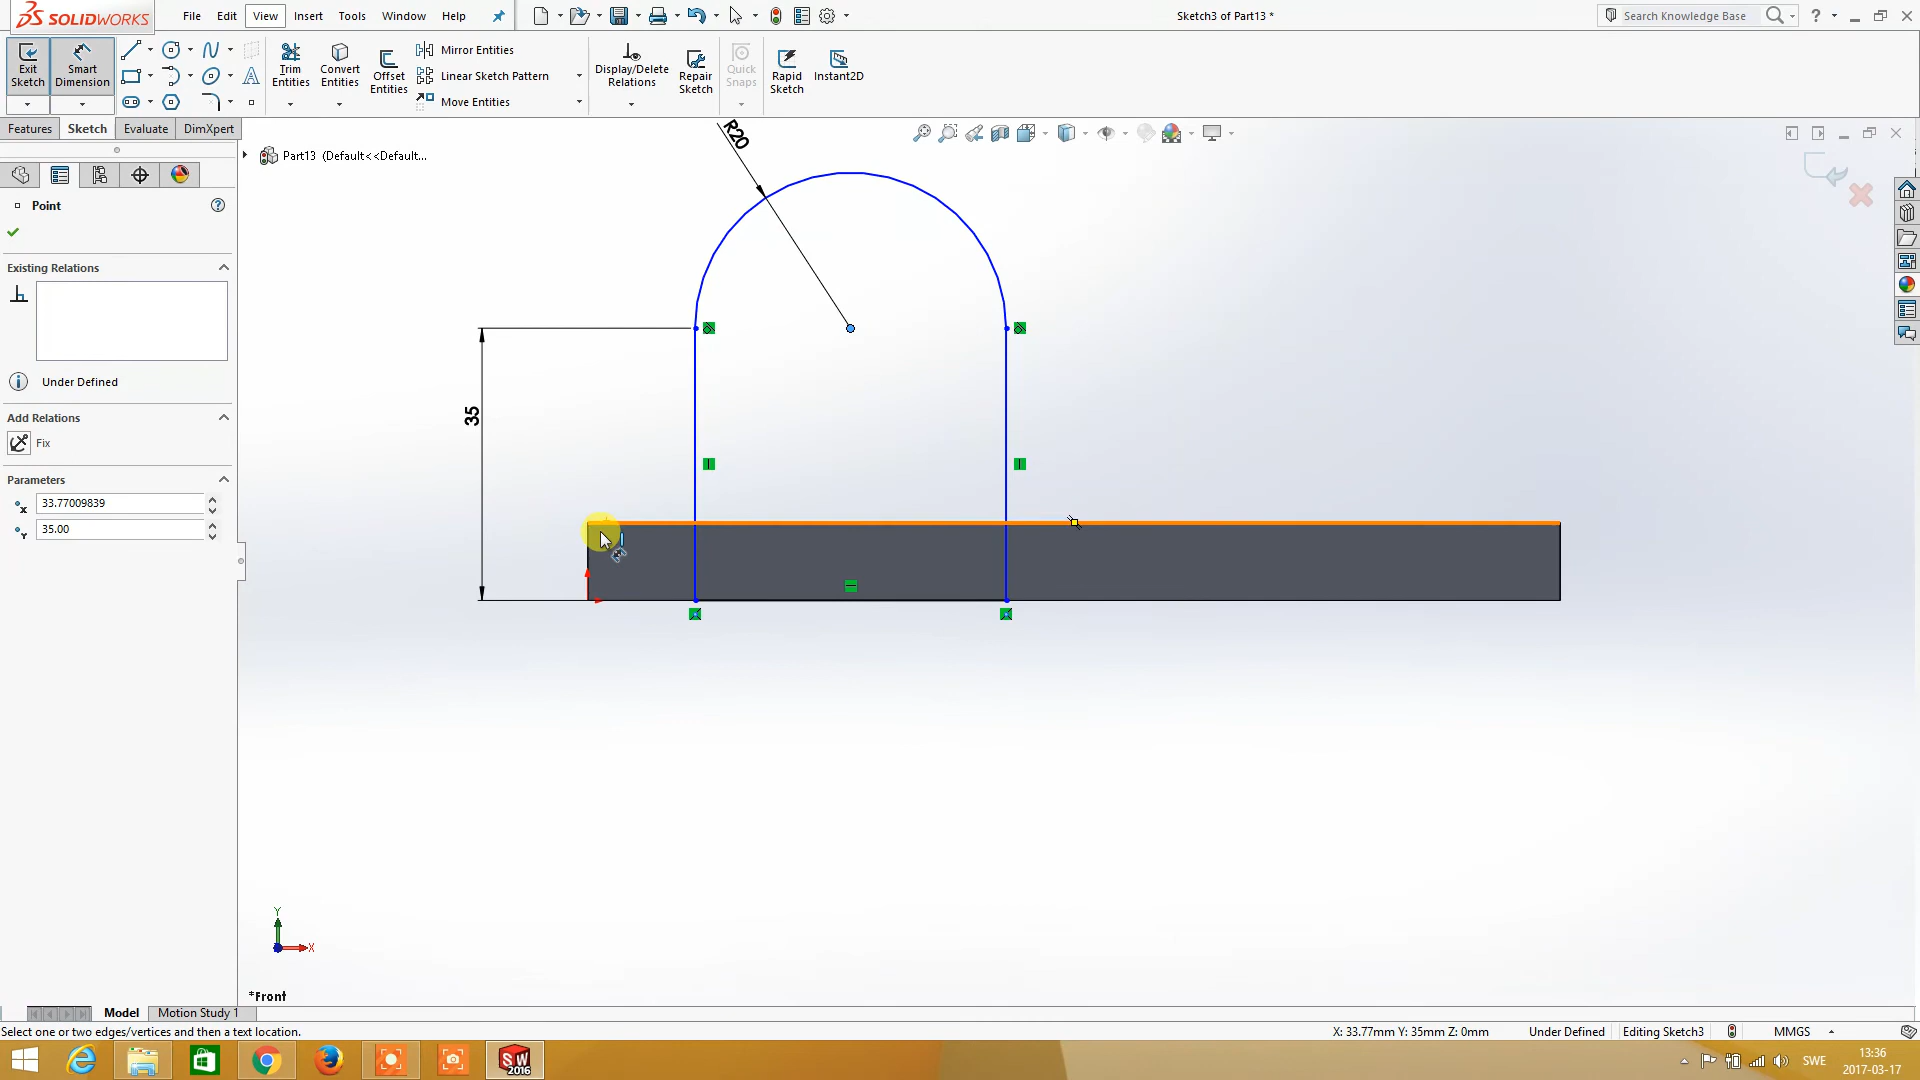 SOLIDWORKS
File Edit View Insert Tools Window Help
Sketch3 of Part13 *
Search Knowledge Base
Exit Sketch
Smart Dimension
Trim Entities
Convert Entities
Offset Entities
Mirror Entities
Linear Sketch Pattern
Move Entities
Display/Delete Relations
Repair Sketch
Quick Snaps
Rapid Sketch
Instant2D
Features Sketch Evaluate DimXpert
Part13 (Default<<Default...
Point
Existing Relations
Under Defined
Add Relations
Fix
Parameters
33.77009839
35.00
R20
35
Y
X
*Front
Model Motion Study 1
Select one or two edges/vertices and then a text location.
X: 33.77mm Y: 35mm Z: 0mm Under Defined Editing Sketch3 MMGS
SW 2016
SWE
13:36
2017-03-17